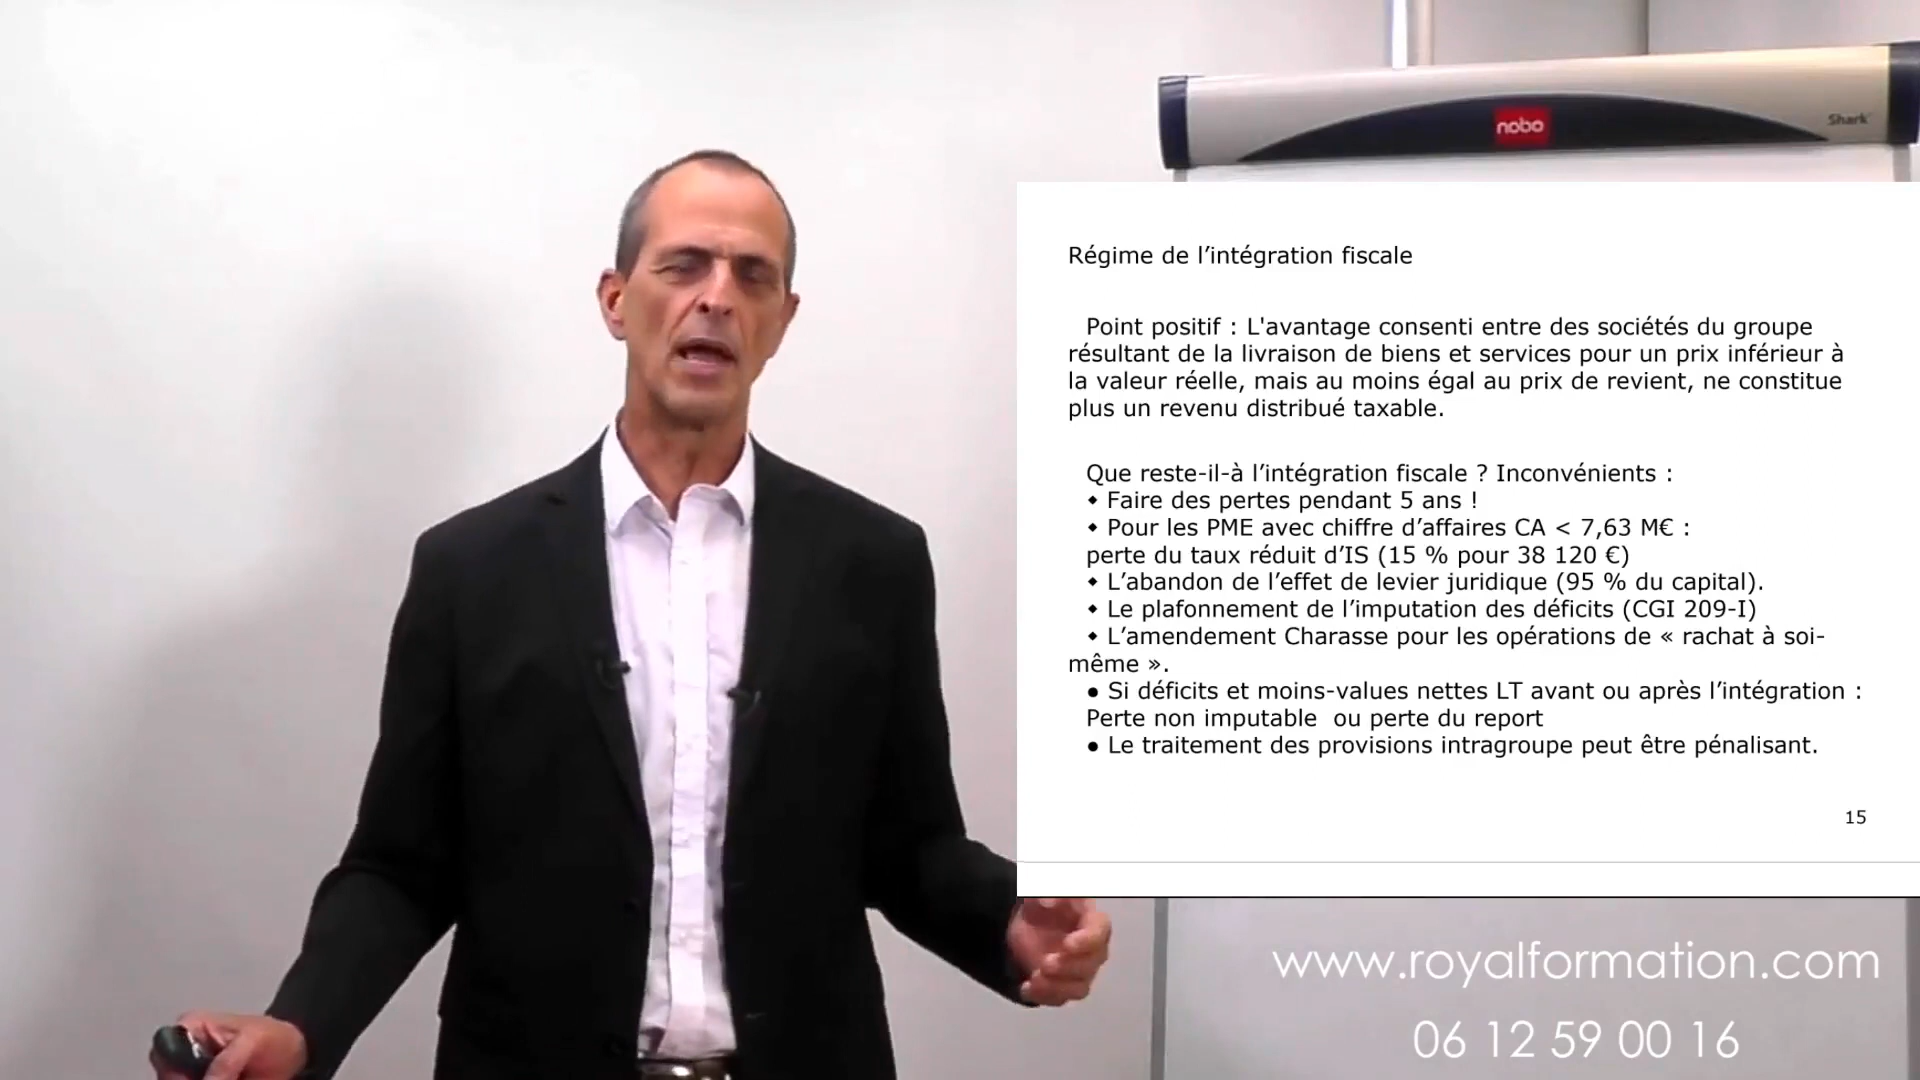 nobo
Shark
Régime de l’intégration fiscale
Point positif : L'avantage consenti entre des sociétés du groupe
résultant de la livraison de biens et services pour un prix inférieur à
la valeur réelle, mais au moins égal au prix de revient, ne constitue
plus un revenu distribué taxable.
Que reste-il-à l’intégration fiscale ? Inconvénients :
◆ Faire des pertes pendant 5 ans !
◆ Pour les PME avec chiffre d’affaires CA < 7,63 M€ :
perte du taux réduit d’IS (15 % pour 38 120 €)
◆ L’abandon de l’effet de levier juridique (95 % du capital).
◆ Le plafonnement de l’imputation des déficits (CGI 209-I)
◆ L’amendement Charasse pour les opérations de « rachat à soi-
même ».
● Si déficits et moins-values nettes LT avant ou après l’intégration :
Perte non imputable ou perte du report
● Le traitement des provisions intragroupe peut être pénalisant.
15
www.royalformation.com
06 12 59 00 16